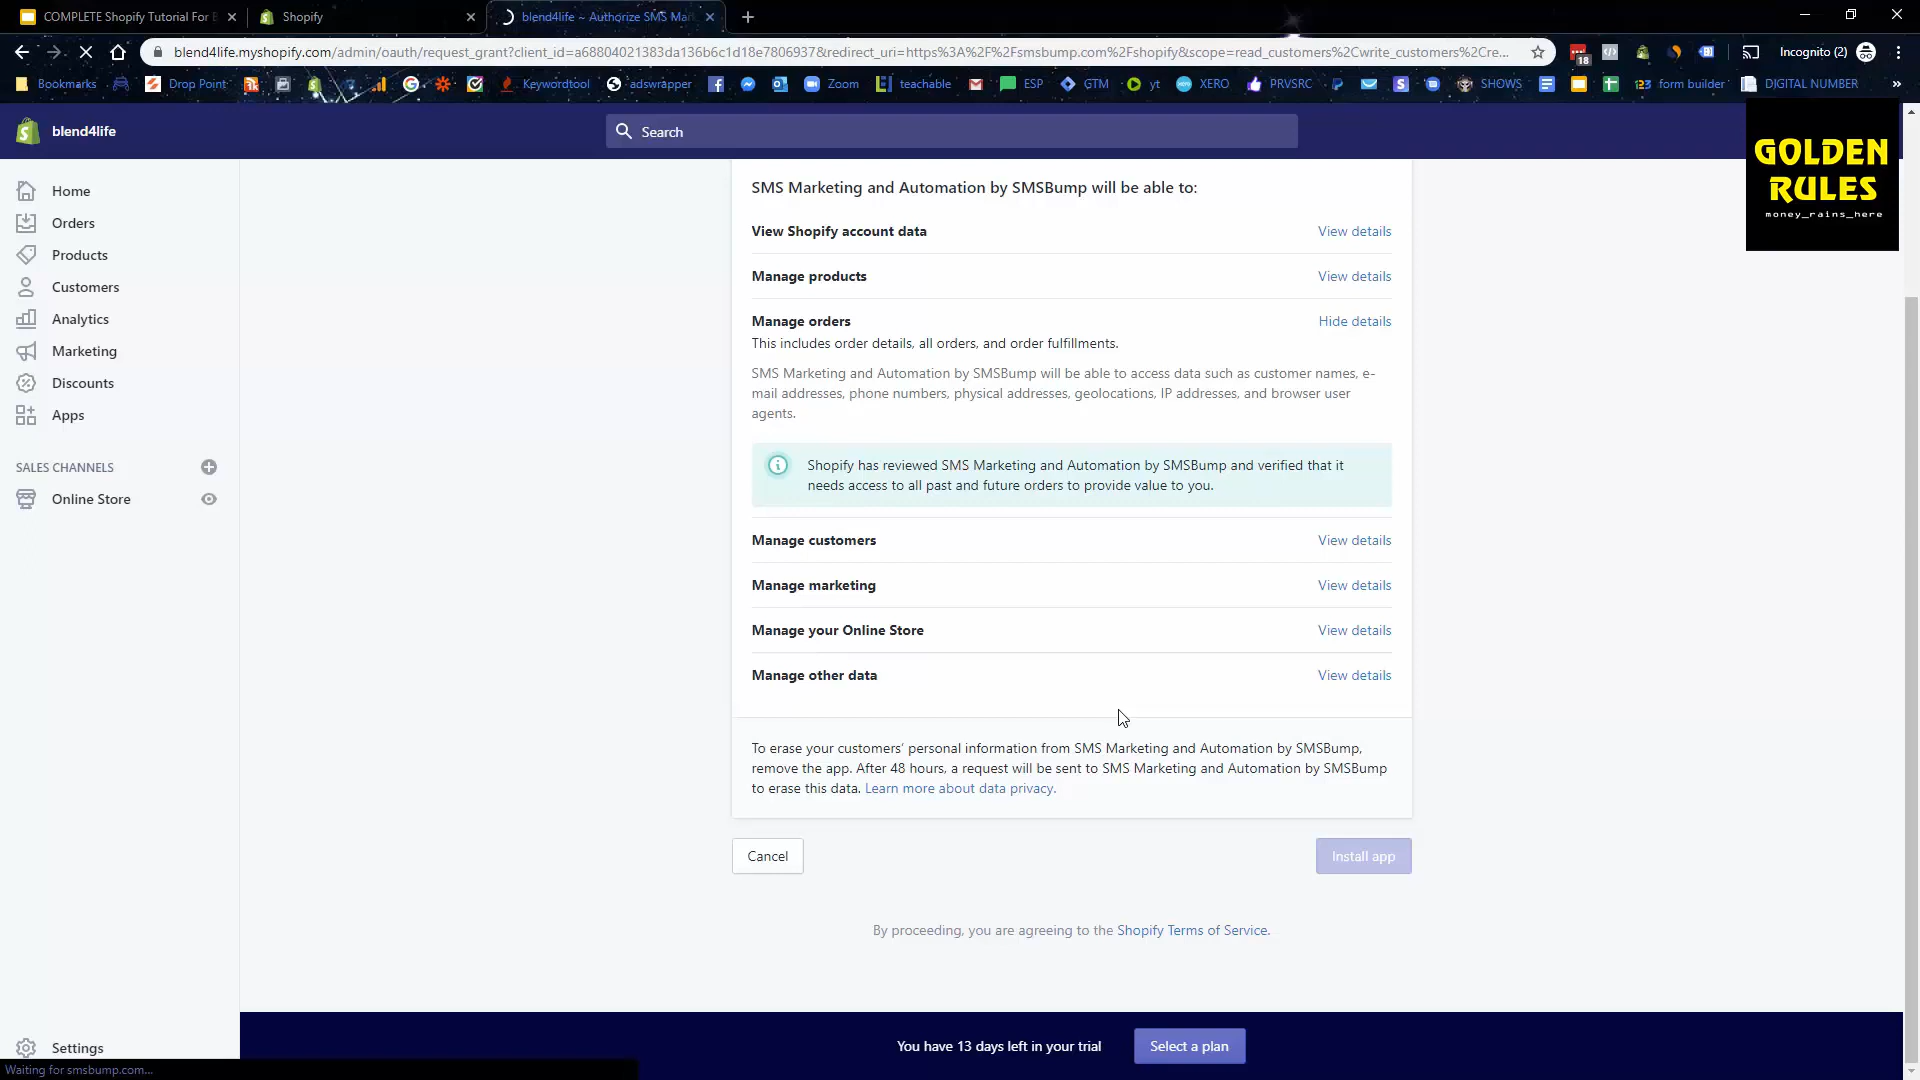 COMPLETE Shopify Tutorial For B
Shopify
blend4life ~ Authorize SMS Mar
blend4life.myshopify.com/admin/oauth/request_grant?client_id=a68804021383da136b6c1d18e7806937&redirect_uri=https%3A%2F%2Fsmsbump.com%2Fshopify&scope=read_customers%2Cwrite_customers%2Cre...
18
Incognito (2)
Bookmarks
Drop Point
Keywordtool
adswrapper
Zoom
teachable
ESP
GTM
yt
XERO
PRVSRC
SHOWS
123 form builder
DIGITAL NUMBER
»
blend4life
Search
GOLDEN
RULES
money_rains_here
Home
Orders
Products
Customers
Analytics
Marketing
Discounts
Apps
SALES CHANNELS
Online Store
Settings
SMS Marketing and Automation by SMSBump will be able to:
View Shopify account data View details
Manage products View details
Manage orders Hide details
This includes order details, all orders, and order fulfillments.
SMS Marketing and Automation by SMSBump will be able to access data such as customer names, e-
mail addresses, phone numbers, physical addresses, geolocations, IP addresses, and browser user
agents.
Shopify has reviewed SMS Marketing and Automation by SMSBump and verified that it
needs access to all past and future orders to provide value to you.
Manage customers View details
Manage marketing View details
Manage your Online Store View details
Manage other data View details
To erase your customers' personal information from SMS Marketing and Automation by SMSBump,
remove the app. After 48 hours, a request will be sent to SMS Marketing and Automation by SMSBump
to erase this data. Learn more about data privacy.
Cancel
Install app
By proceeding, you are agreeing to the Shopify Terms of Service.
You have 13 days left in your trial
Select a plan
Waiting for smsbump.com...